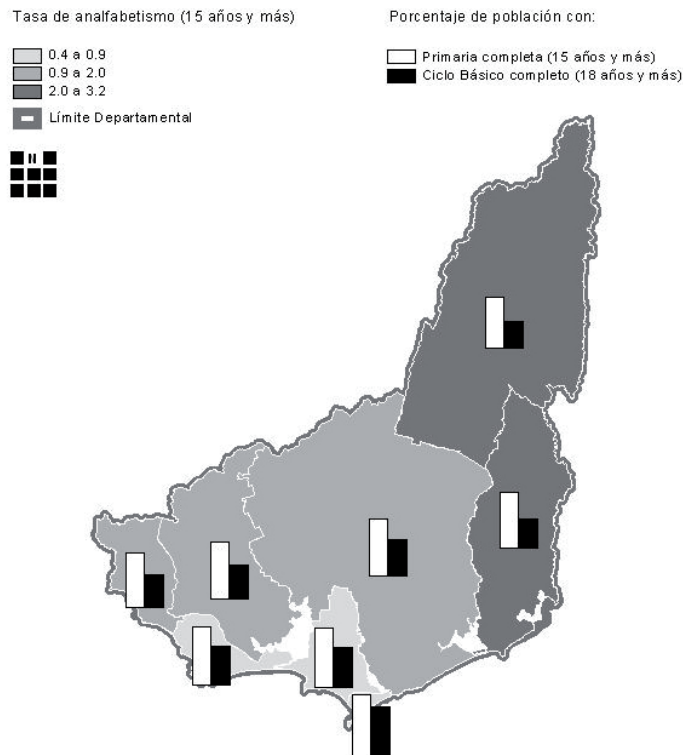 Tasa de analfabetismo (15 años y más)
0.4 a 0.9
0.9 a 2.0
2.0 a 3.2
Límite Departamental
N
Porcentaje de población con:
Primaria completa (15 años y más)
Ciclo Básico completo (18 años y más)